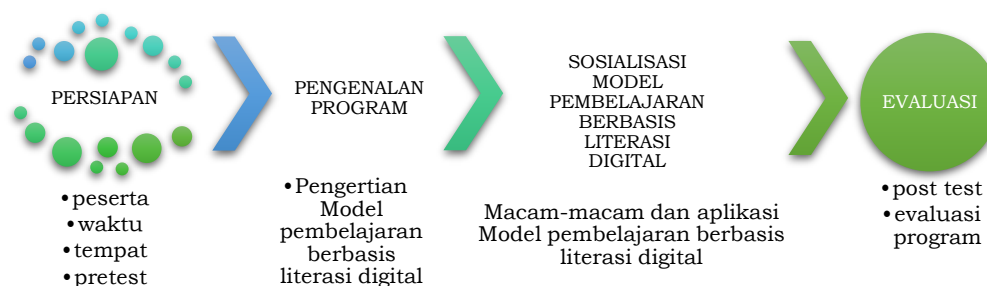 PERSIAPAN
•peserta
•waktu
•tempat
•pretest
PENGENALAN
PROGRAM
•Pengertian
Model
pembelajaran
berbasis
literasi digital
SOSIALISASI
MODEL
PEMBELAJARAN
BERBASIS
LITERASI
DIGITAL
Macam-macam dan aplikasi
Model pembelajaran berbasis
literasi digital
EVALUASI
•post test
•evaluasi
program